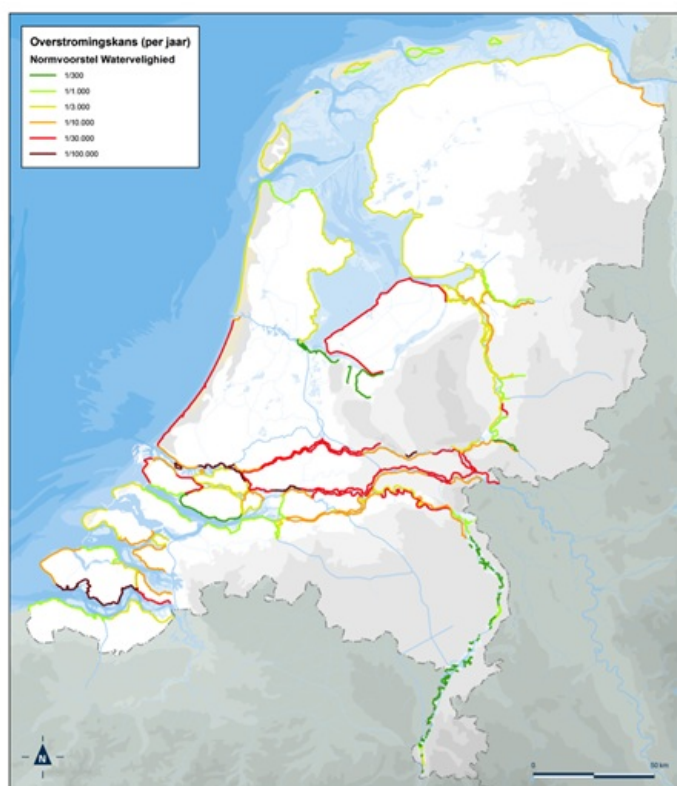 Overstromingskans (per jaar)
Normvoorstel Waterveligheid
1/300
1/1.000
1/3.000
1/10.000
1/30.000
1/100.000
N
0
50 km